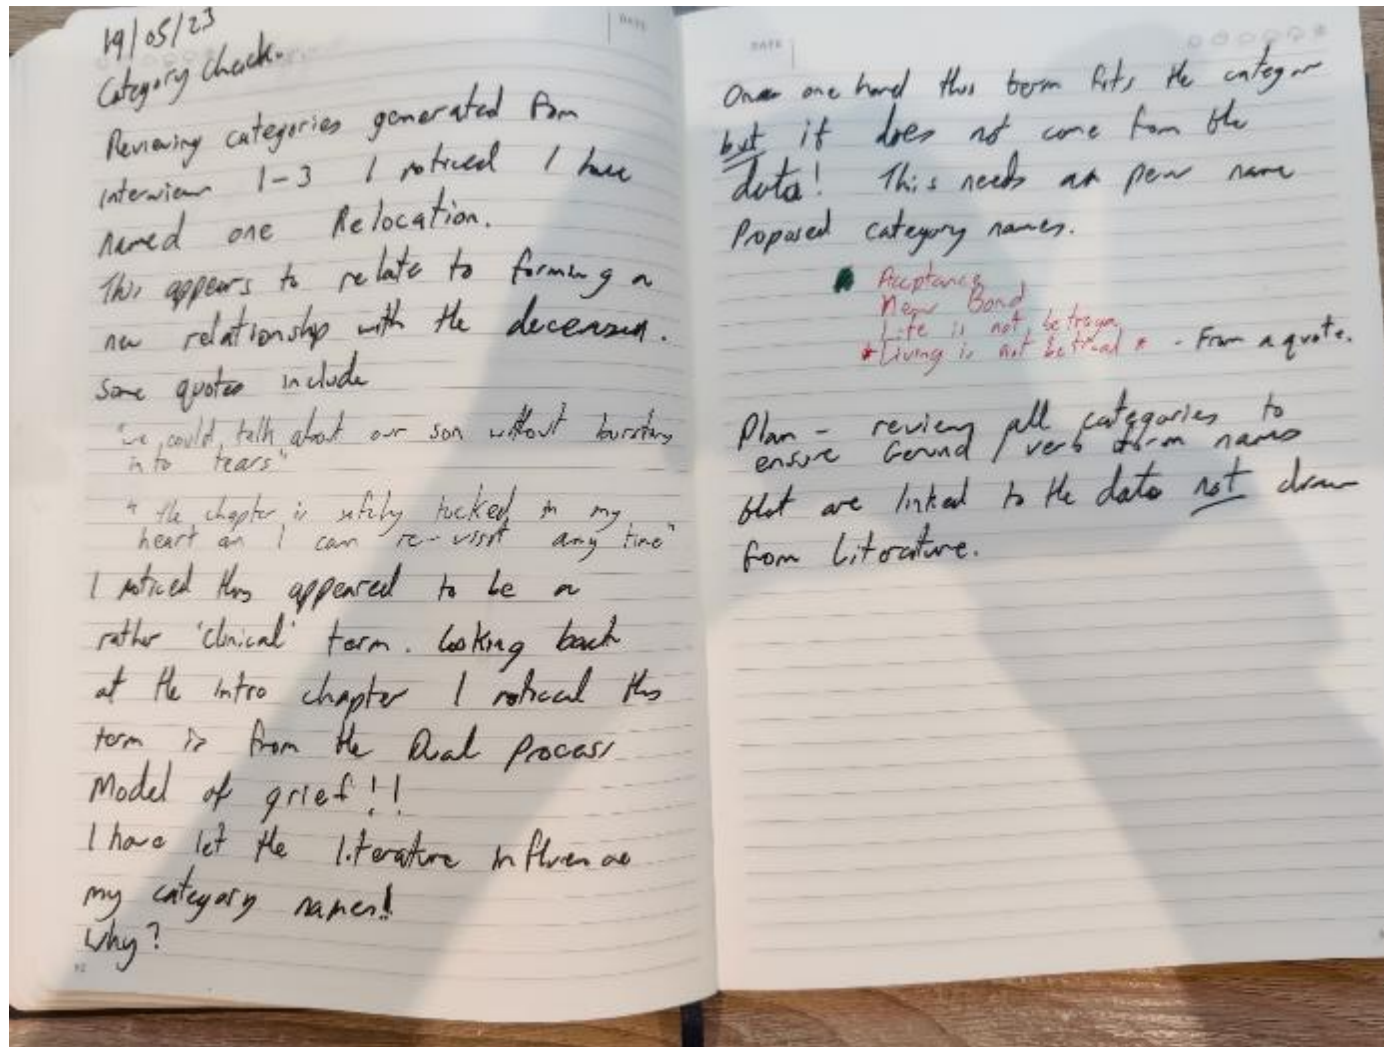 19/05/23
Category Check.
Reviewing categories generated from
interviews 1-3 I noticed I have
named one Relocation.
This appears to relate to forming a
new relationship with the deceased.
Some quotes include
"we could talk about our son without bursting
into tears"
"the chapter is safely tucked in my
heart an I can re-visit any time"
I noticed this appeared to be a
rather 'clinical' term. Looking back
at the intro chapter I noticed this
term is from the Dual Process
Model of grief!!
I have let the literature influence
my category names!
Why?
DATE
DATE
On one hand this term fits the categor
but it does not come from the
data! This needs a new name
Proposed category names.
Acceptance
New Bond
Life is not betrayal
*Living is not betrayal * - From a quote.
Plan - review all categories to
ensure Gerund / verb form names
that are linked to the data not drawn
from Literature.